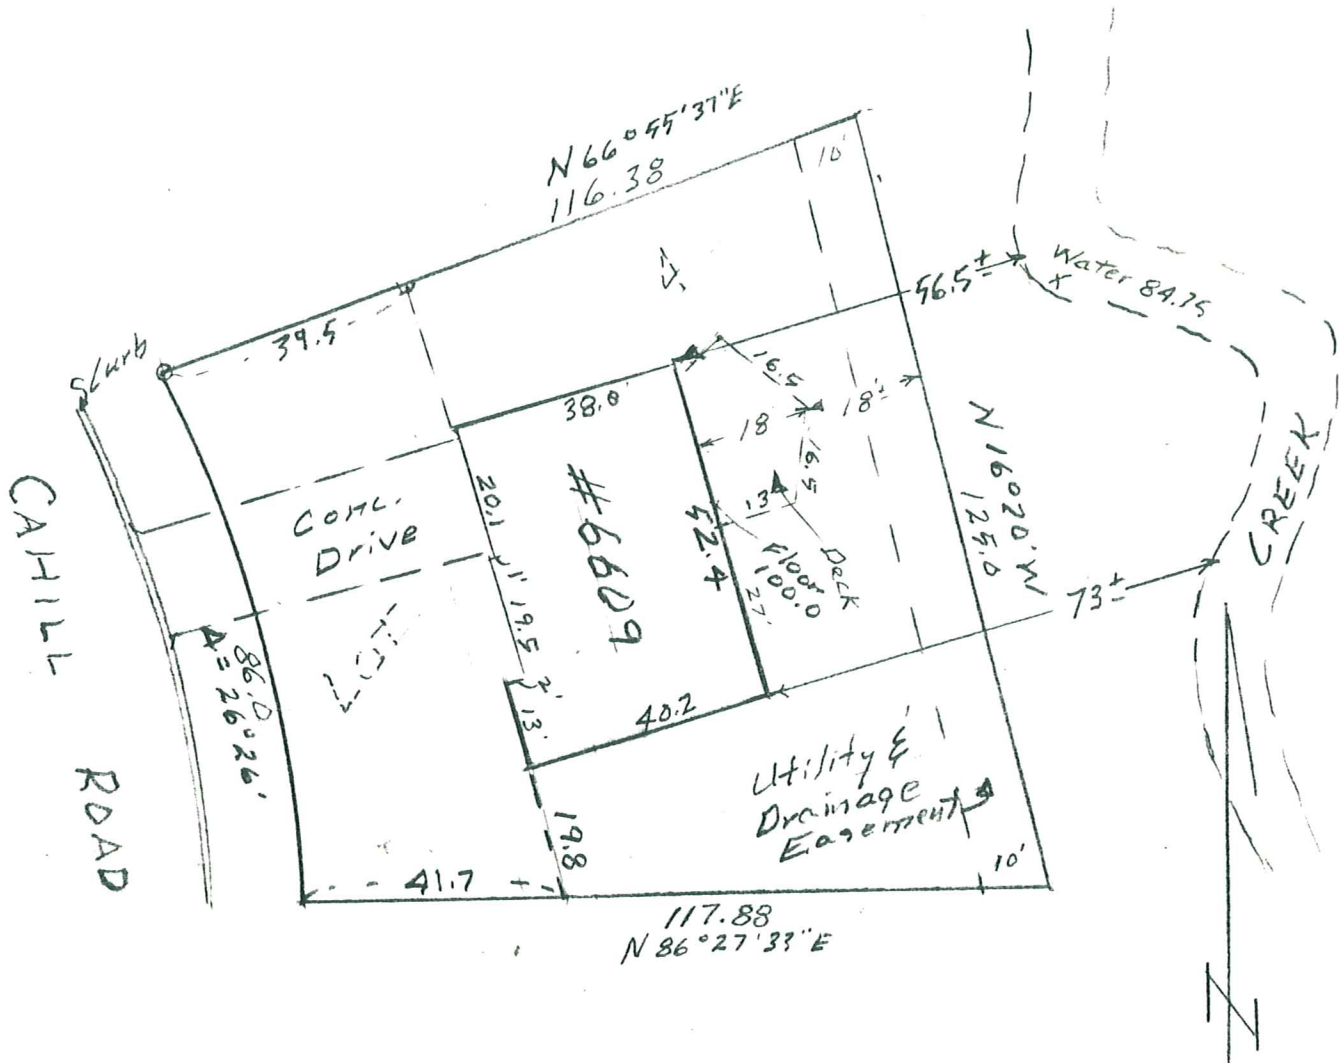 N 66°55'37"E
116.38
10'
Curb
39.5
56.5±
Water 84.75
x
38.0'
16.5
18
18'±
16.5
13
CAHILL
ROAD
Conc.
Drive
20.1
1'
19.5
2'
13'
#6609
52.4
27'
Floor
100.0
Deck
N 16°20'W
125.0
CREEK
73±
86.0
Δ= 26°26'
LOT
40.2
Utility &
Drainage
Easement
19.8
10'
41.7
117.88
N 86°27'33"E
N